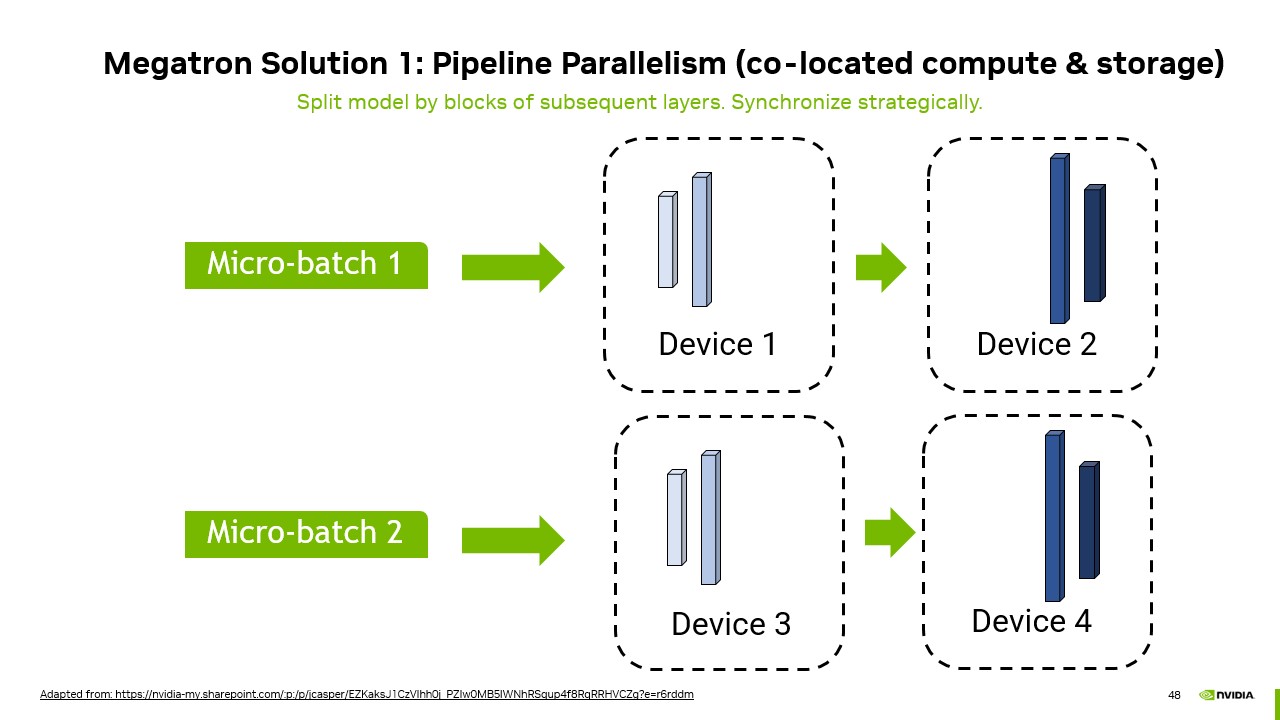 Megatron Solution 1: Pipeline Parallelism (co-located compute & storage)
Split model by blocks of subsequent layers. Synchronize strategically.
Micro-batch 1
Device 1
Device 2
Micro-batch 2
Device 3
Device 4
Adapted from: https://nvidia-my.sharepoint.com/:p:/p/jcasper/EZKaksJ1CzVIhh0j_PZIw0MB5IWNhRSqup4f8RqRRHVCZg?e=r6rddm
48
NVIDIA.